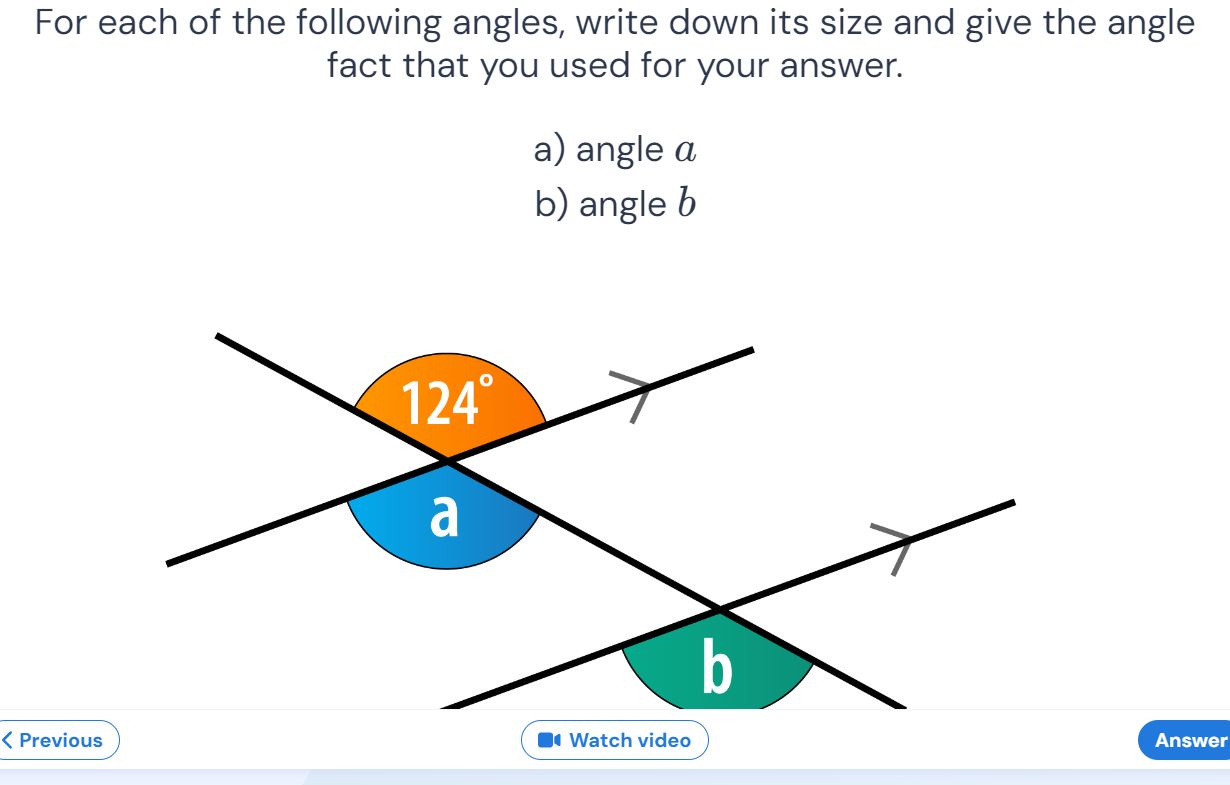 For each of the following angles, write down its size and give the angle
fact that you used for your answer.
a) angle a
b) angle b
124°
a
b
Previous
Watch video
Answer